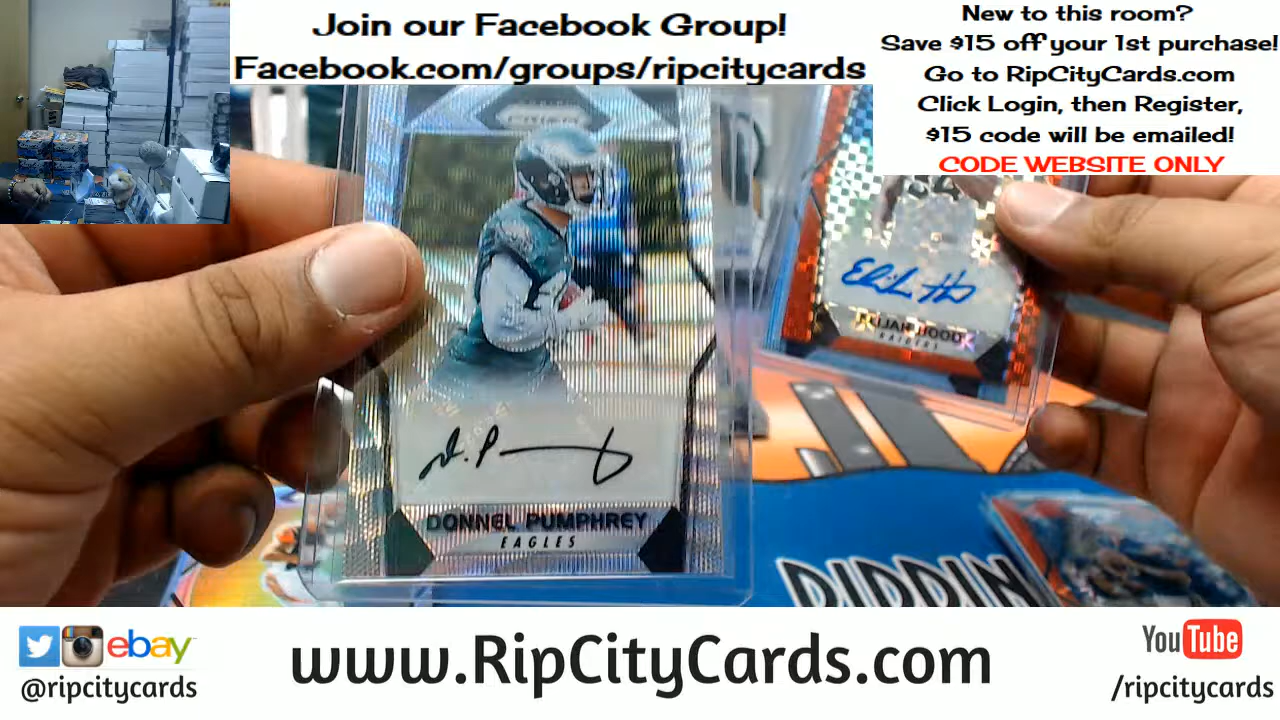 Join our Facebook Group!
Facebook.com/groups/ripcitycards
New to this room?
Save $15 off your 1st purchase!
Go to RipCityCards.com
Click Login, then Register,
$15 code will be emailed!
CODE WEBSITE ONLY
DONNEL PUMPHREY
EAGLES
ELIJAH HOOD
RAIDERS
ebay
@ripcitycards
www.RipCityCards.com
YouTube
/ripcitycards